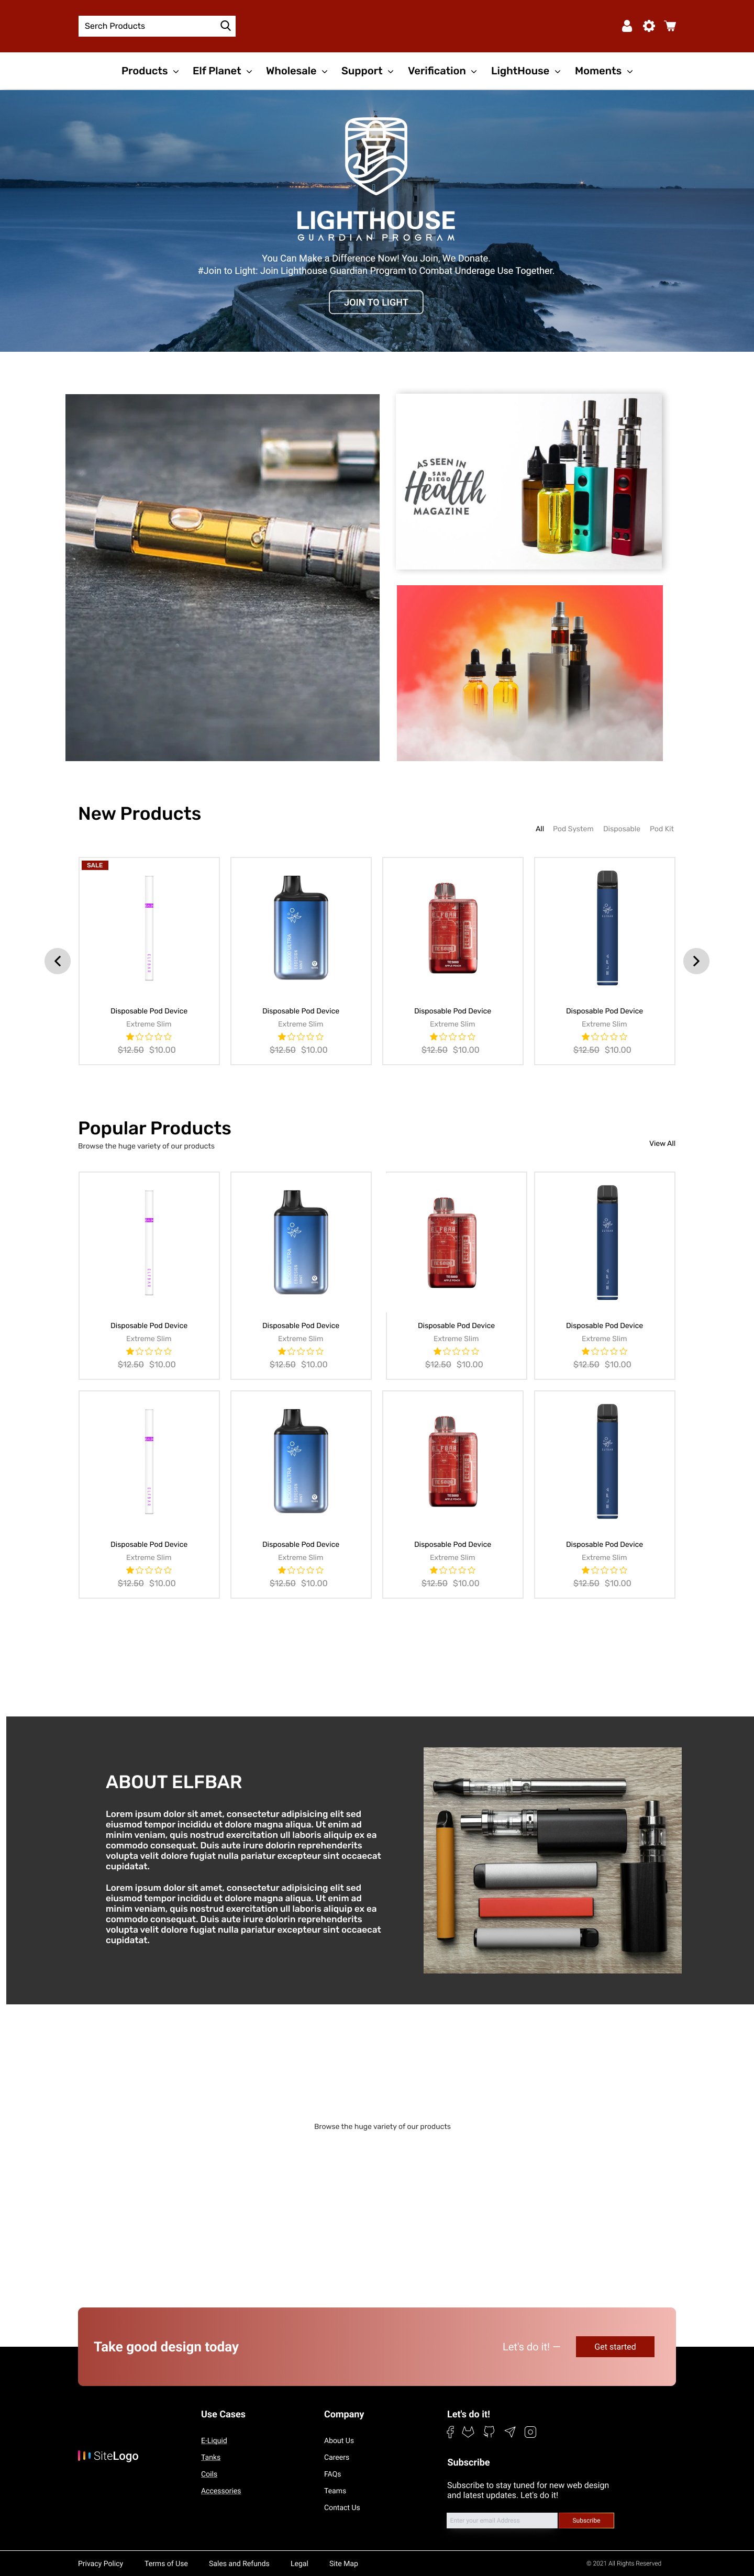 Serch Products
Products
Elf Planet
Wholesale
Support
Verification
LightHouse
Moments
LIGHTHOUSE
GUARDIAN PROGRAM
You Can Make a Difference Now! You Join, We Donate.
#Join to Light: Join Lighthouse Guardian Program to Combat Underage Use Together.
JOIN TO LIGHT
AS SEEN IN
SAN DIEGO
Health
MAGAZINE
New Products
All Pod System Disposable Pod Kit
SALE
ELFBAR
Disposable Pod Device
Extreme Slim
$12.50 $10.00
Disposable Pod Device
Extreme Slim
$12.50 $10.00
ELFBAR
Disposable Pod Device
Extreme Slim
$12.50 $10.00
Disposable Pod Device
Extreme Slim
$12.50 $10.00
Popular Products
Browse the huge variety of our products
View All
ELFBAR
Disposable Pod Device
Extreme Slim
$12.50 $10.00
Disposable Pod Device
Extreme Slim
$12.50 $10.00
ELFBAR
Disposable Pod Device
Extreme Slim
$12.50 $10.00
Disposable Pod Device
Extreme Slim
$12.50 $10.00
ELFBAR
Disposable Pod Device
Extreme Slim
$12.50 $10.00
Disposable Pod Device
Extreme Slim
$12.50 $10.00
ELFBAR
Disposable Pod Device
Extreme Slim
$12.50 $10.00
Disposable Pod Device
Extreme Slim
$12.50 $10.00
ABOUT ELFBAR
Lorem ipsum dolor sit amet, consectetur adipisicing elit sed
eiusmod tempor incididu et dolore magna aliqua. Ut enim ad
minim veniam, quis nostrud exercitation ull laboris aliquip ex ea
commodo consequat. Duis aute irure dolorin reprehenderits
volupta velit dolore fugiat nulla pariatur excepteur sint occaecat
cupidatat.
Lorem ipsum dolor sit amet, consectetur adipisicing elit sed
eiusmod tempor incididu et dolore magna aliqua. Ut enim ad
minim veniam, quis nostrud exercitation ull laboris aliquip ex ea
commodo consequat. Duis aute irure dolorin reprehenderits
volupta velit dolore fugiat nulla pariatur excepteur sint occaecat
cupidatat.
Browse the huge variety of our products
Take good design today
Let's do it! —
Get started
SiteLogo
Use Cases
E-Liquid
Tanks
Coils
Accessories
Company
About Us
Careers
FAQs
Teams
Contact Us
Let's do it!
Subscribe
Subscribe to stay tuned for new web design
and latest updates. Let's do it!
Enter your email Address
Subscribe
Privacy Policy
Terms of Use
Sales and Refunds
Legal
Site Map
© 2021 All Rights Reserved